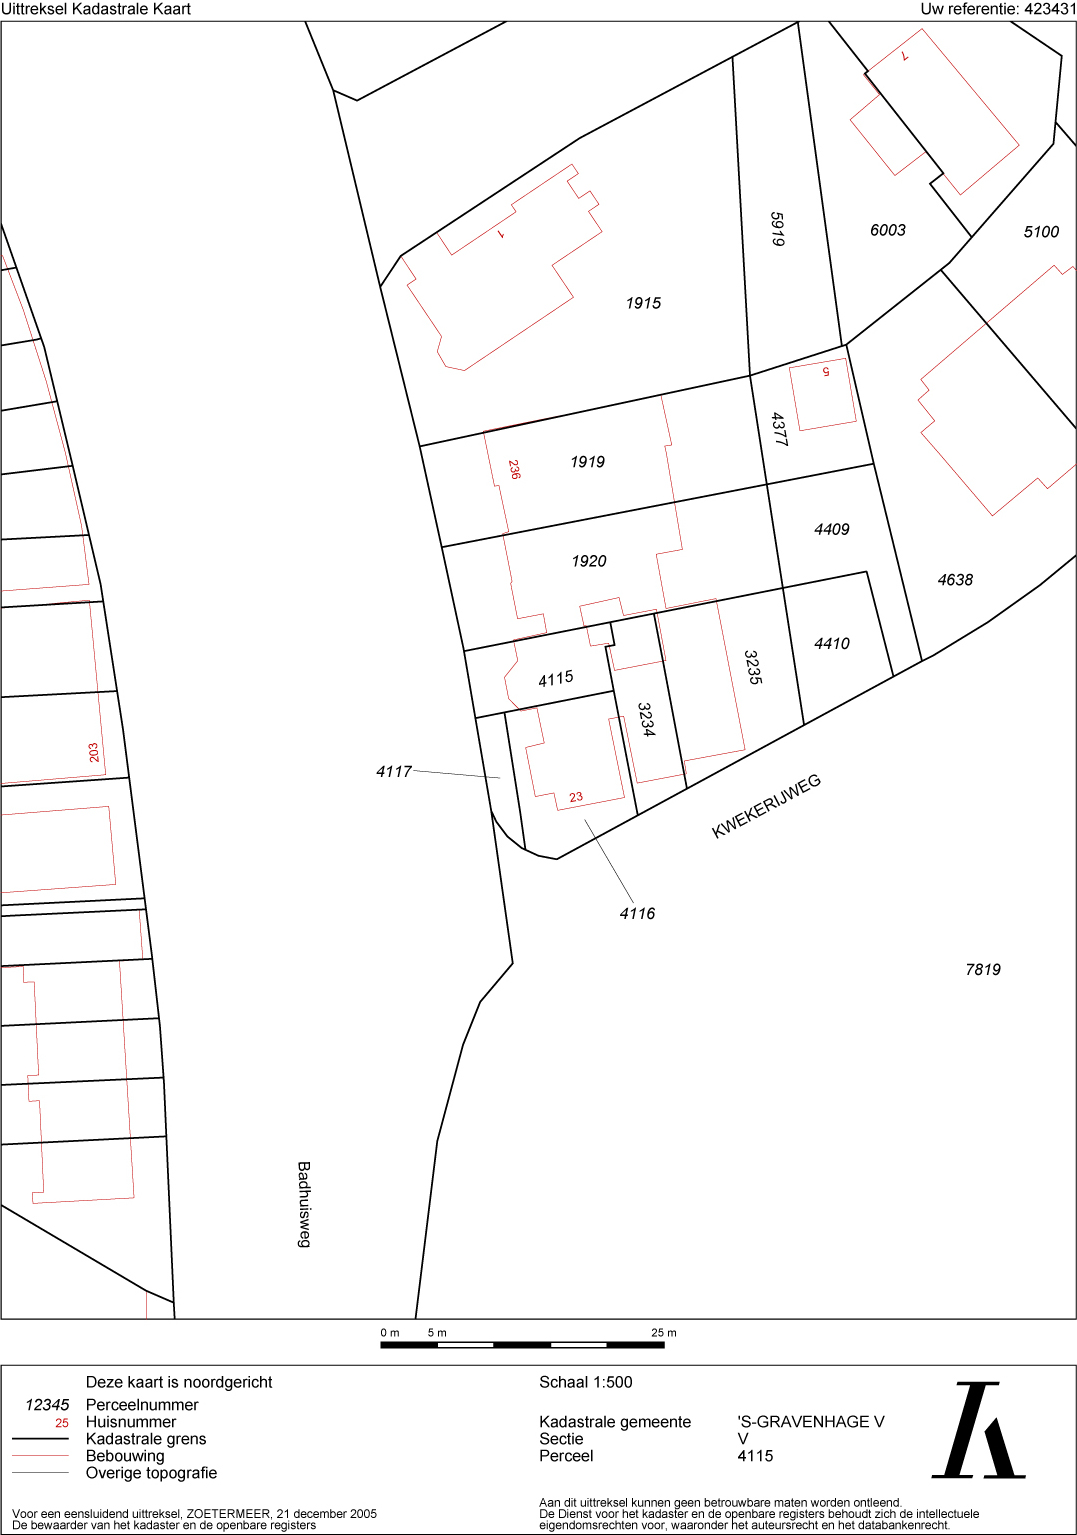 Uittreksel Kadastrale Kaart
Uw referentie: 423431
7
5919
6003
5100
1
1915
5
4377
236
1919
4409
1920
4638
4410
3235
4115
3234
203
4117
23
KWEKERIJWEG
4116
7819
Badhuisweg
0 m 5 m 25 m
Deze kaart is noordgericht
12345 Perceelnummer
25 Huisnummer
Kadastrale grens
Bebouwing
Overige topografie
Voor een eensluidend uittreksel, ZOETERMEER, 21 december 2005
De bewaarder van het kadaster en de openbare registers
Schaal 1:500
Kadastrale gemeente 'S-GRAVENHAGE V
Sectie V
Perceel 4115
Aan dit uittreksel kunnen geen betrouwbare maten worden ontleend.
De Dienst voor het kadaster en de openbare registers behoudt zich de intellectuele
eigendomsrechten voor, waaronder het auteursrecht en het databankenrecht.